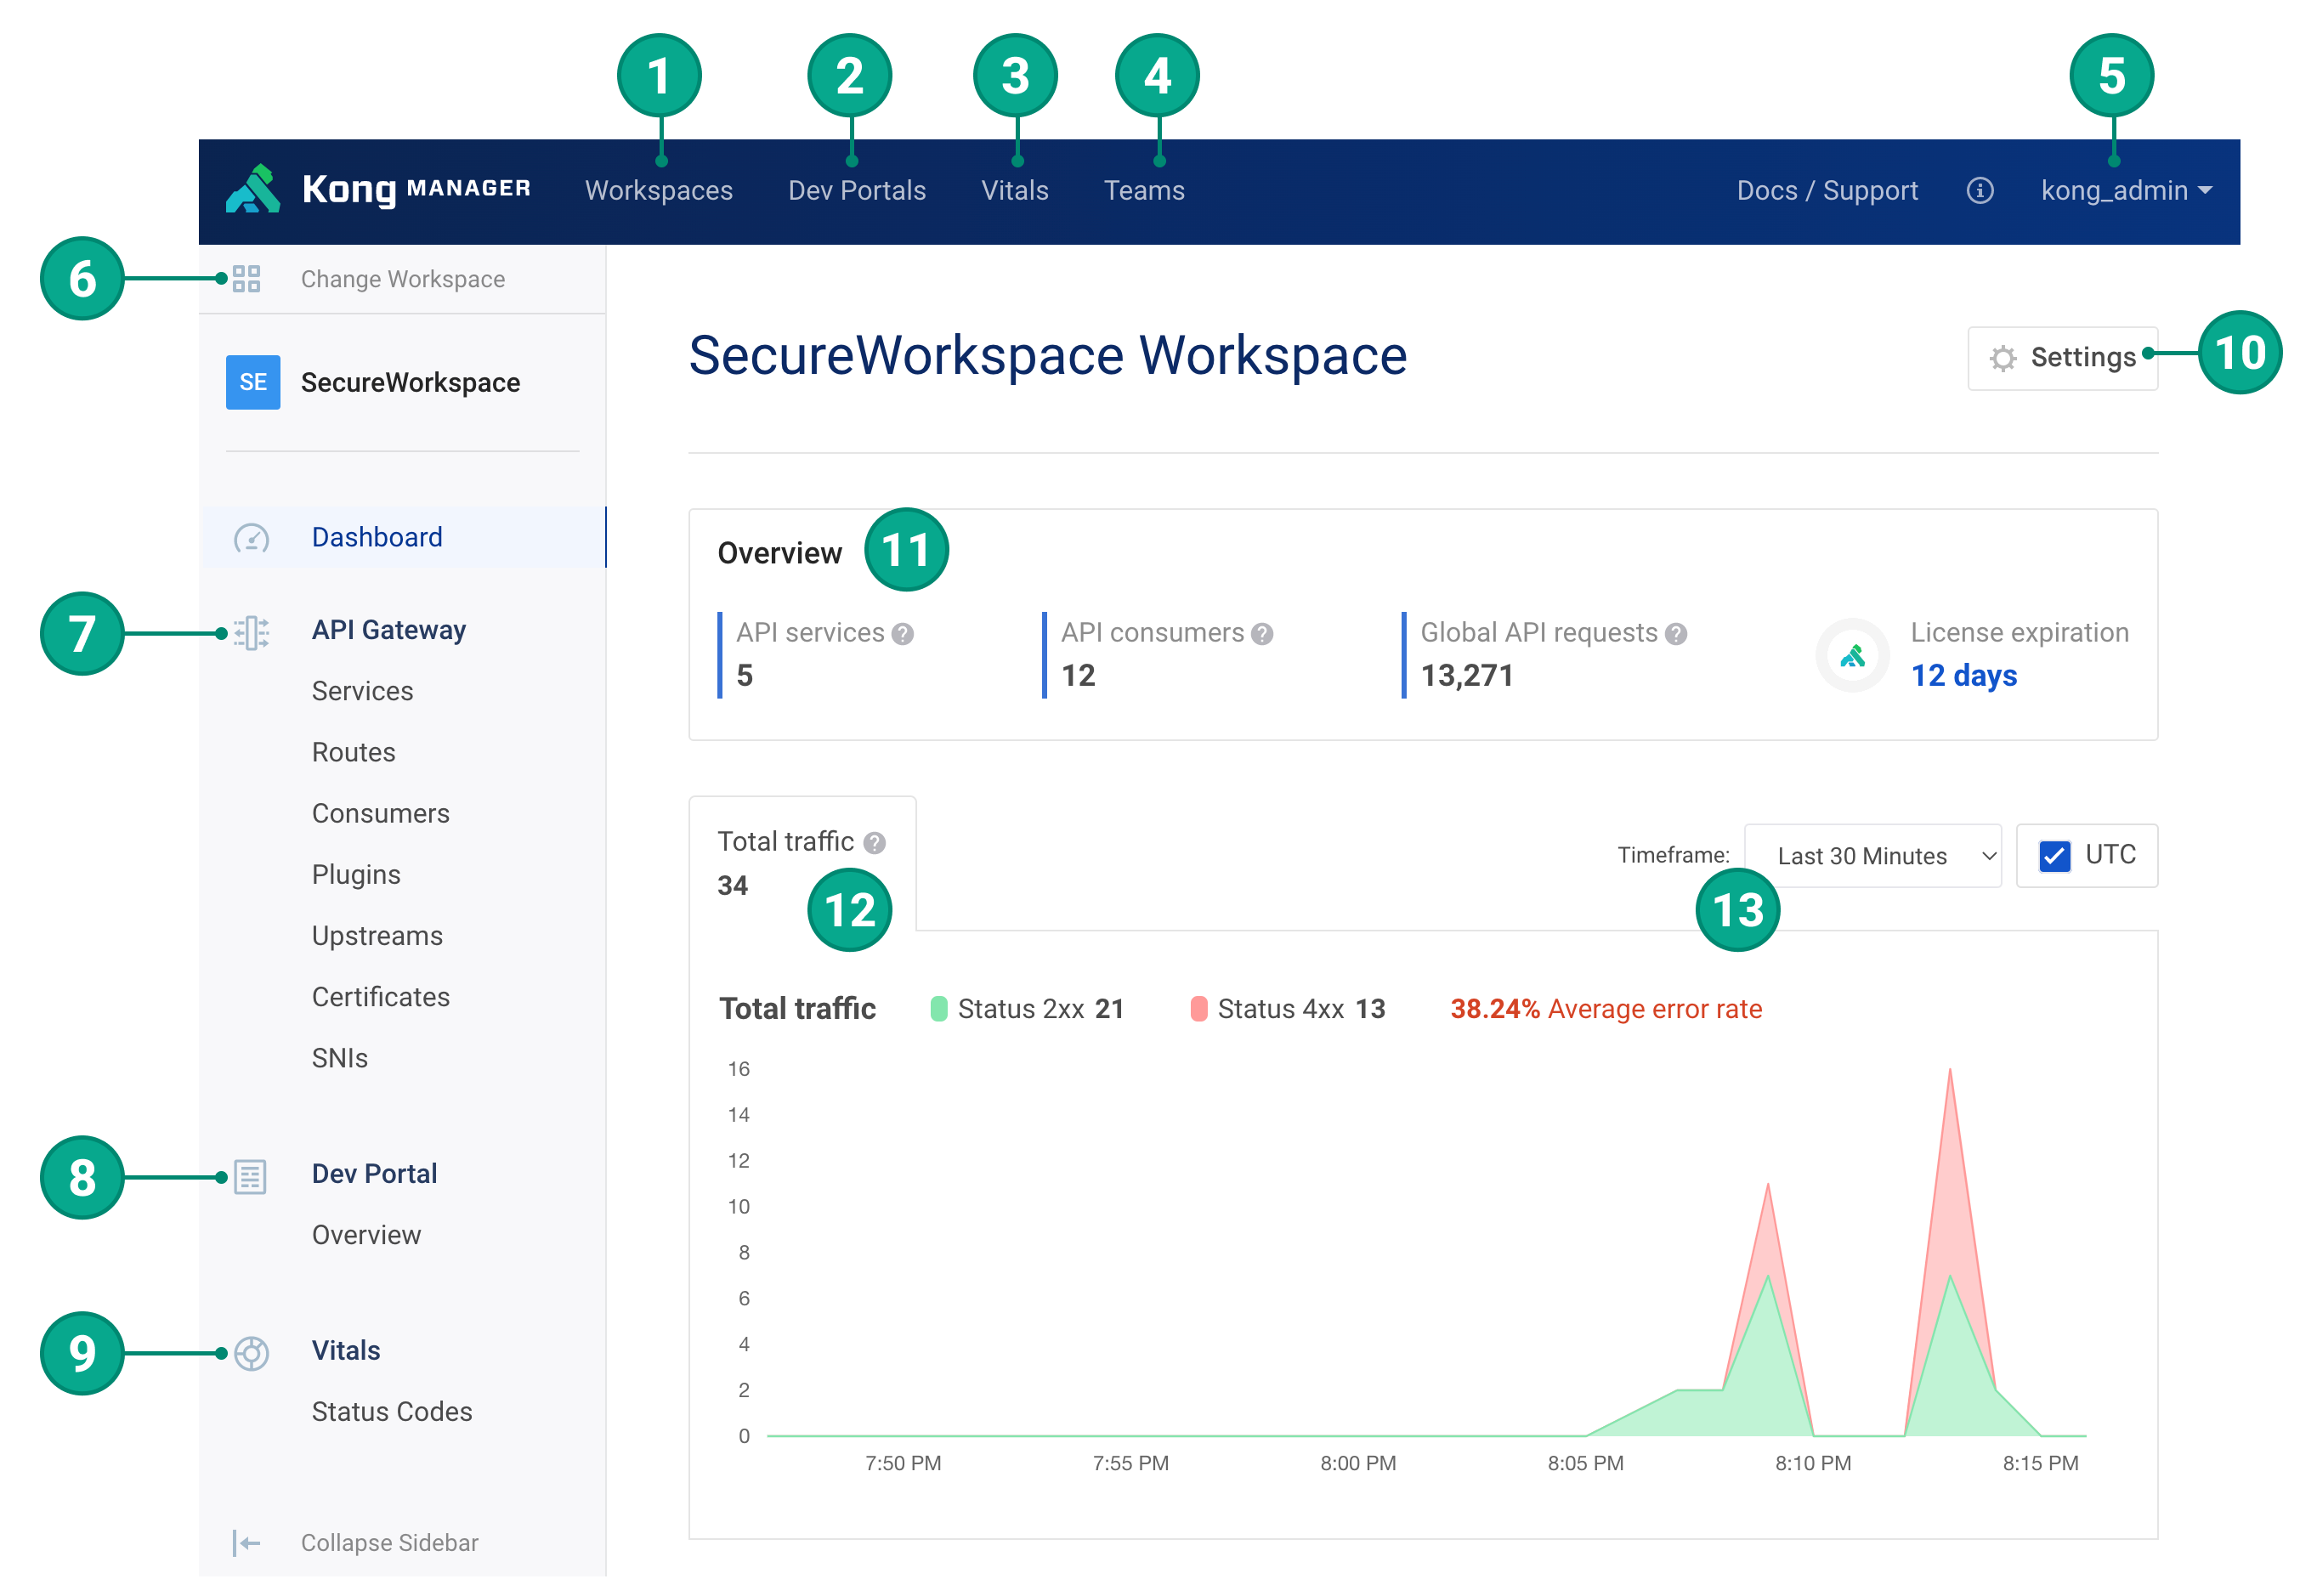 1
2
3
4
5
Kong MANAGER
Workspaces
Dev Portals
Vitals
Teams
Docs / Support
kong_admin
6
Change Workspace
SE
SecureWorkspace
Dashboard
7
API Gateway
Services
Routes
Consumers
Plugins
Upstreams
Certificates
SNIs
8
Dev Portal
Overview
9
Vitals
Status Codes
Collapse Sidebar
SecureWorkspace Workspace
Settings
10
Overview
11
API services ?
5
API consumers ?
12
Global API requests ?
13,271
License expiration
12 days
Total traffic ?
34
12
Timeframe:
Last 30 Minutes
UTC
13
Total traffic
Status 2xx 21
Status 4xx 13
38.24% Average error rate
16
14
12
10
8
6
4
2
0
7:50 PM
7:55 PM
8:00 PM
8:05 PM
8:10 PM
8:15 PM